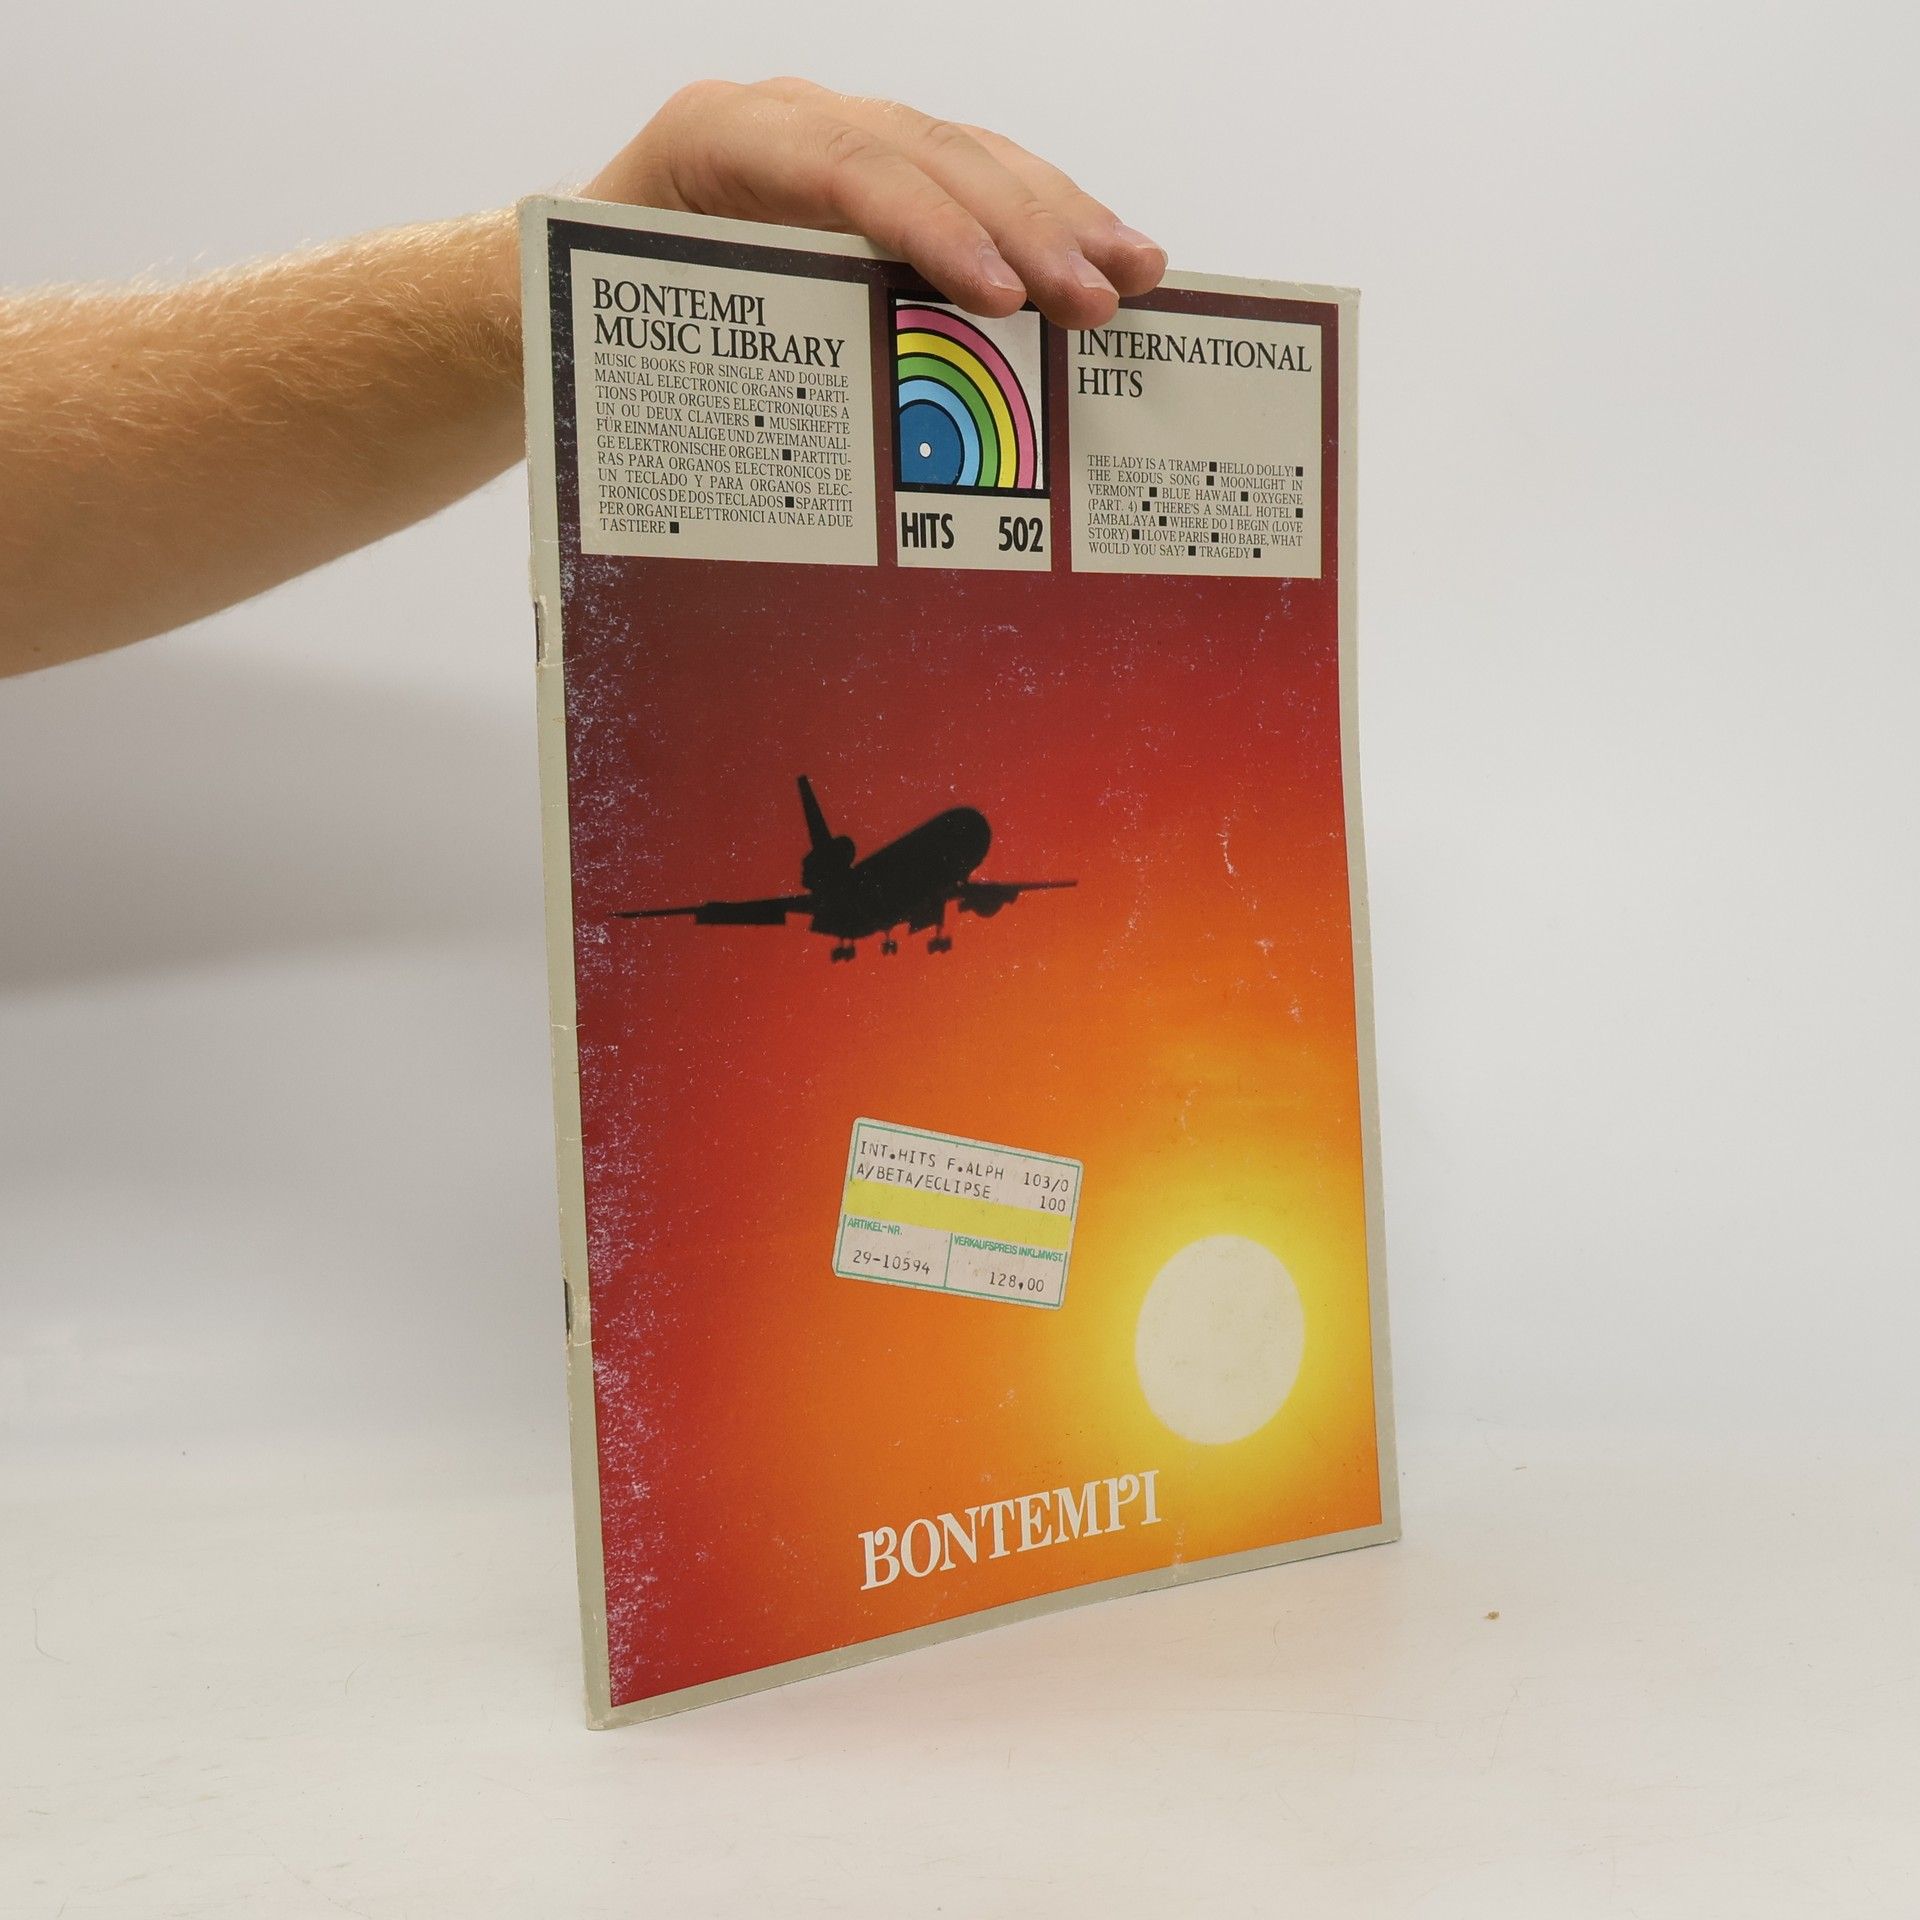 BONTEMPI
MUSIC LIBRARY
MUSIC BOOKS FOR SINGLE AND DOUBLE
MANUAL ELECTRONIC ORGANS ■ PARTI-
TIONS POUR ORGUES ELECTRONIQUES A
UN OU DEUX CLAVIERS ■ MUSIKHEFTE
FÜR EINMANUALIGE UND ZWEIMANUALI-
GE ELEKTRONISCHE ORGELN ■ PARTITU-
RAS PARA ORGANOS ELECTRONICOS DE
UN TECLADO Y PARA ORGANOS ELEC-
TRONICOS DE DOS TECLADOS ■ SPARTITI
PER ORGANI ELETTRONICI A UNA E A DUE
TASTIERE ■
HITS 502
INTERNATIONAL
HITS
THE LADY IS A TRAMP ■ HELLO DOLLY! ■
THE EXODUS SONG ■ MOONLIGHT IN
VERMONT ■ BLUE HAWAII ■ OXYGENE
(PART. 4) ■ THERE'S A SMALL HOTEL ■
JAMBALAYA ■ WHERE DO I BEGIN (LOVE
STORY) ■ I LOVE PARIS ■ HO BABE, WHAT
WOULD YOU SAY? ■ TRAGEDY ■
INT.HITS F.ALPH 103/0
A/BETA/ECLIPSE 100
ARTIKEL-NR. VERKAUFSPREIS INKL.MWST.
29-10594 128,00
BONTEMPI